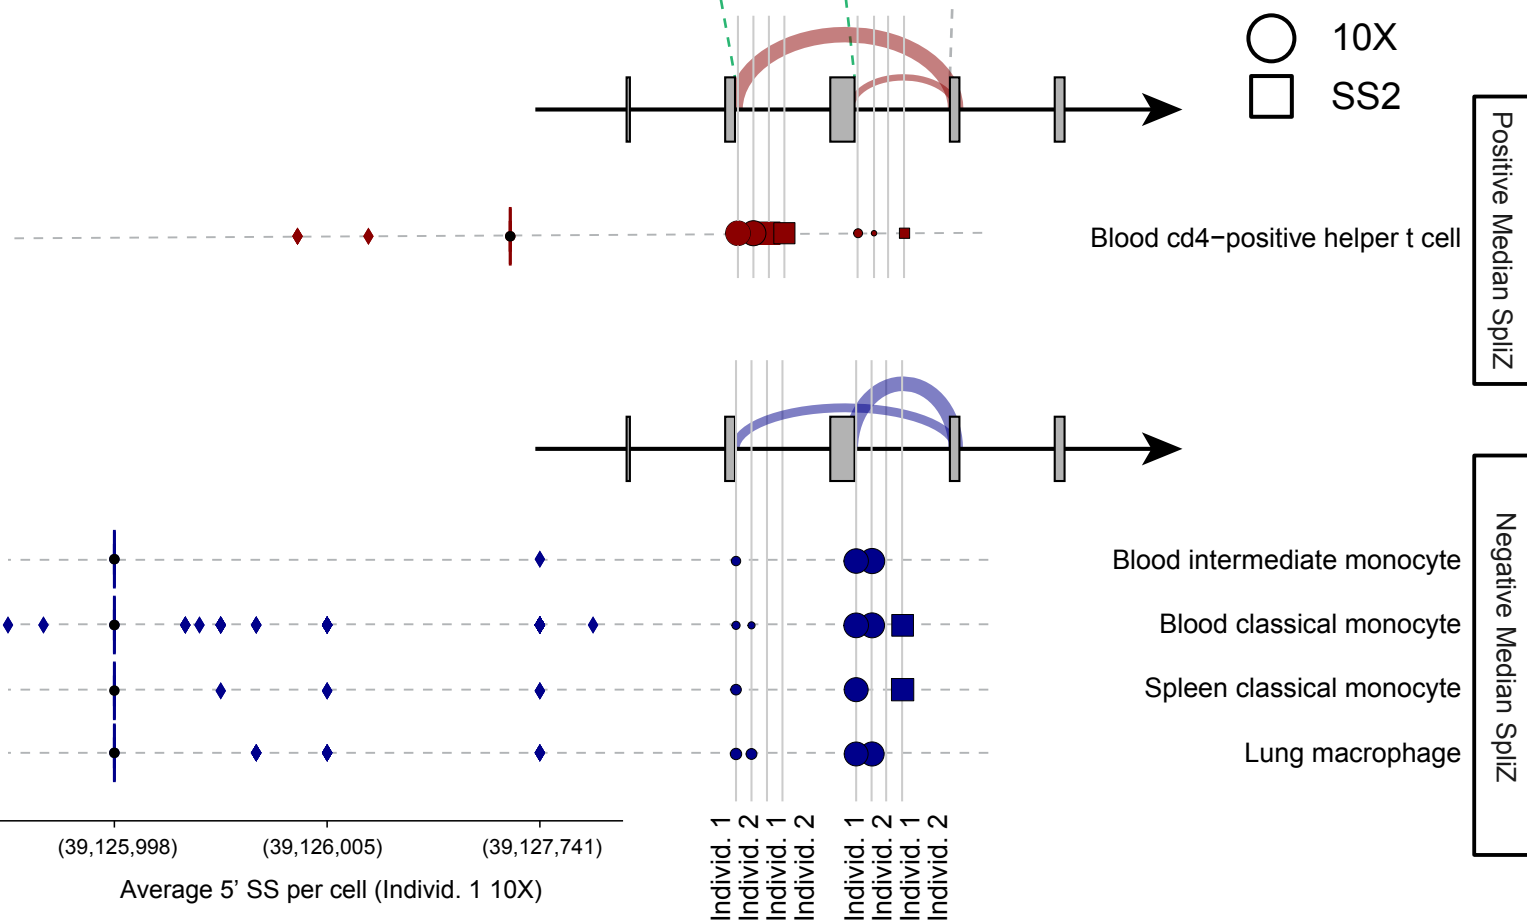 10X
SS2
Positive Median SpliZ
Blood cd4−positive helper t cell
Negative Median SpliZ
Blood intermediate monocyte
Blood classical monocyte
Spleen classical monocyte
Lung macrophage
(39,125,998)
(39,126,005)
(39,127,741)
Average 5’ SS per cell (Individ. 1 10X)
Individ. 1
Individ. 2
Individ. 1
Individ. 2
Individ. 1
Individ. 2
Individ. 1
Individ. 2